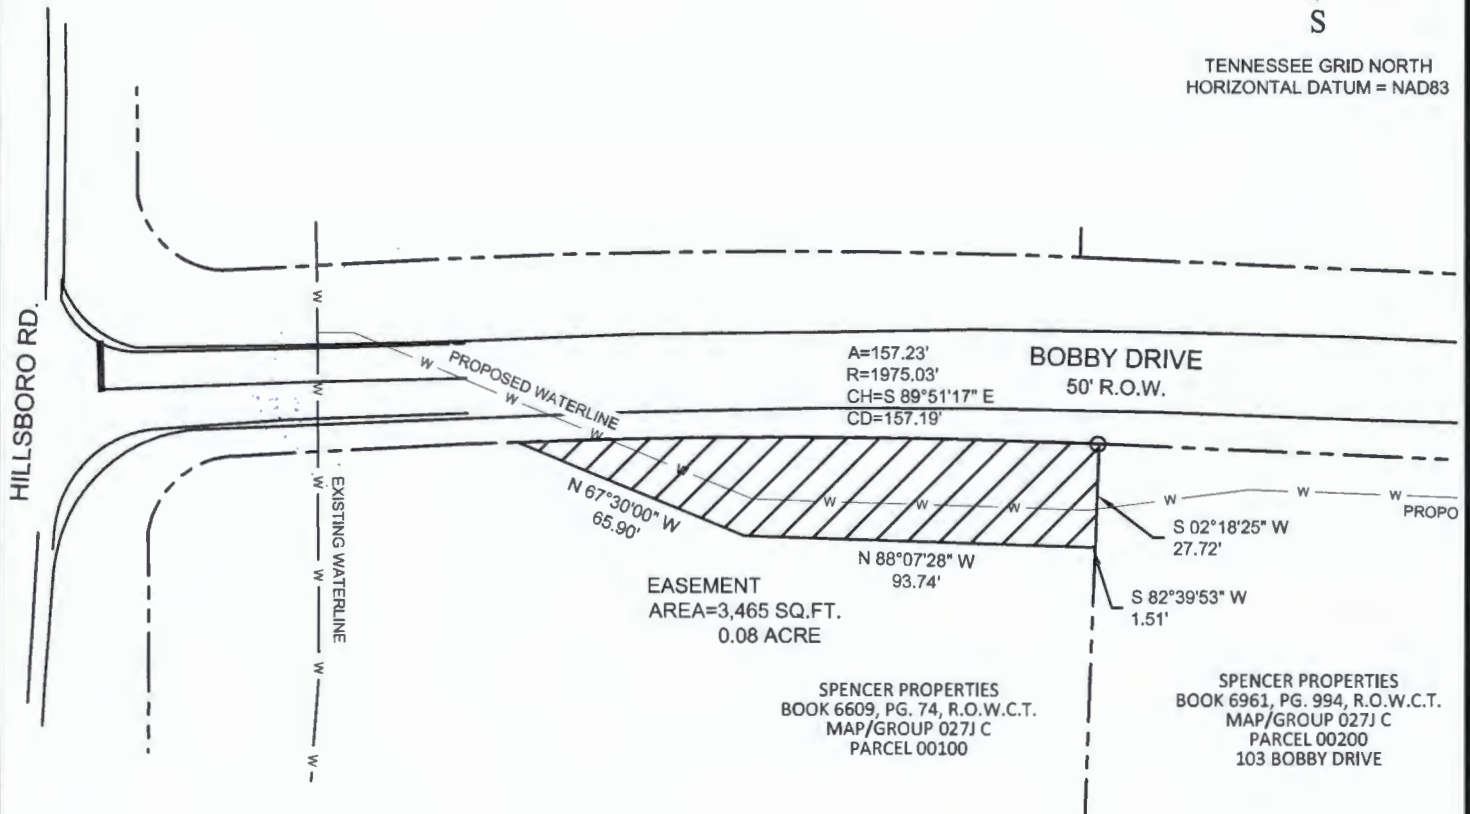 S
TENNESSEE GRID NORTH
HORIZONTAL DATUM = NAD83
HILLSBORO RD.
W
W
W
EXISTING WATERLINE
W
W
W
W
PROPOSED WATERLINE
W
W
W
A=157.23'
R=1975.03'
CH=S 89°51'17" E
CD=157.19'
BOBBY DRIVE
50' R.O.W.
W
W
W
W
W
W
PROPO
N 67°30'00" W
65.90'
N 88°07'28" W
93.74'
S 02°18'25" W
27.72'
S 82°39'53" W
1.51'
EASEMENT
AREA=3,465 SQ.FT.
0.08 ACRE
SPENCER PROPERTIES
BOOK 6609, PG. 74, R.O.W.C.T.
MAP/GROUP 027J C
PARCEL 00100
SPENCER PROPERTIES
BOOK 6961, PG. 994, R.O.W.C.T.
MAP/GROUP 027J C
PARCEL 00200
103 BOBBY DRIVE